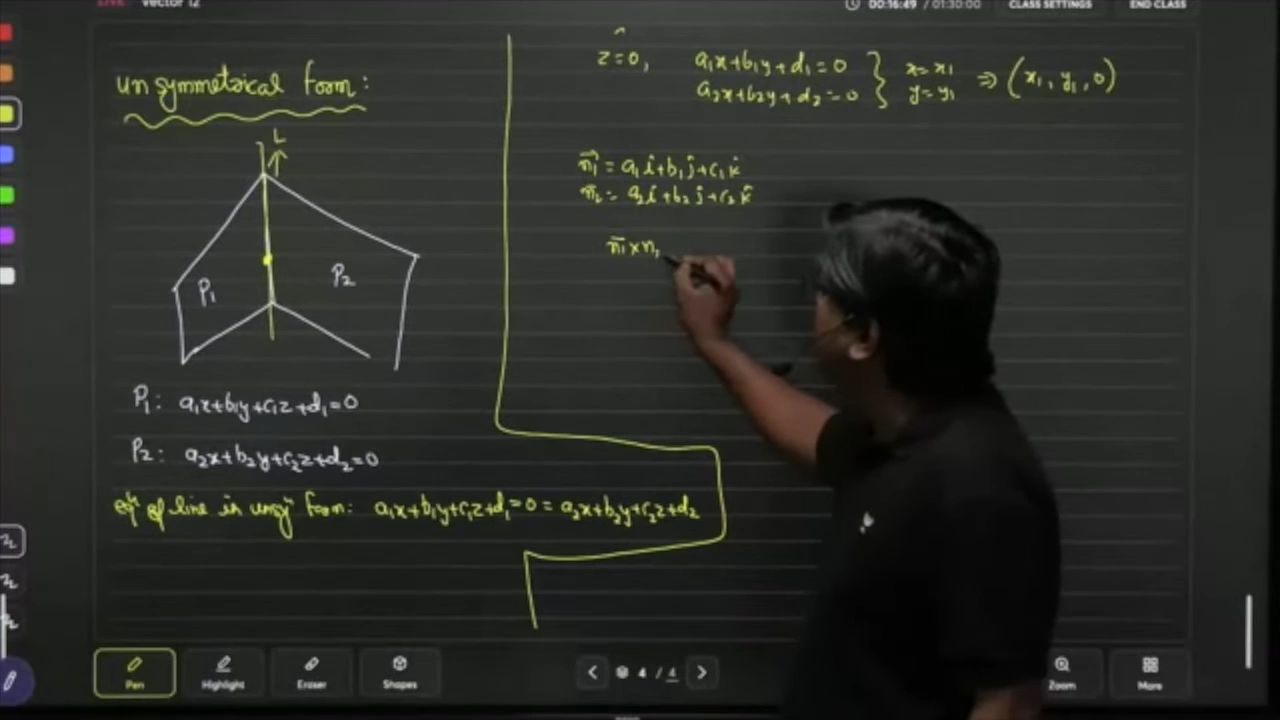 LIVE Vector 12
00:16:49 / 01:30:00 CLASS SETTINGS END CLASS
unsymmetrical form:
L
P₁
P₂
P₁: a₁x+b₁y+c₁z+d₁=0
P₂: a₂x+b₂y+c₂z+d₂=0
eqⁿ of line in unsyⁿ form: a₁x+b₁y+c₁z+d₁=0=a₂x+b₂y+c₂z+d₂
z=0, a₁x+b₁y+d₁=0 } x=x₁ ⇒ (x₁, y₁, 0)
a₂x+b₂y+d₂=0 } y=y₁
n₁ = a₁i+b₁j+c₁k
n₂ = a₂i+b₂j+c₂k
n₁×n
Pen Highlight Eraser Shapes 4 / 4 Zoom More